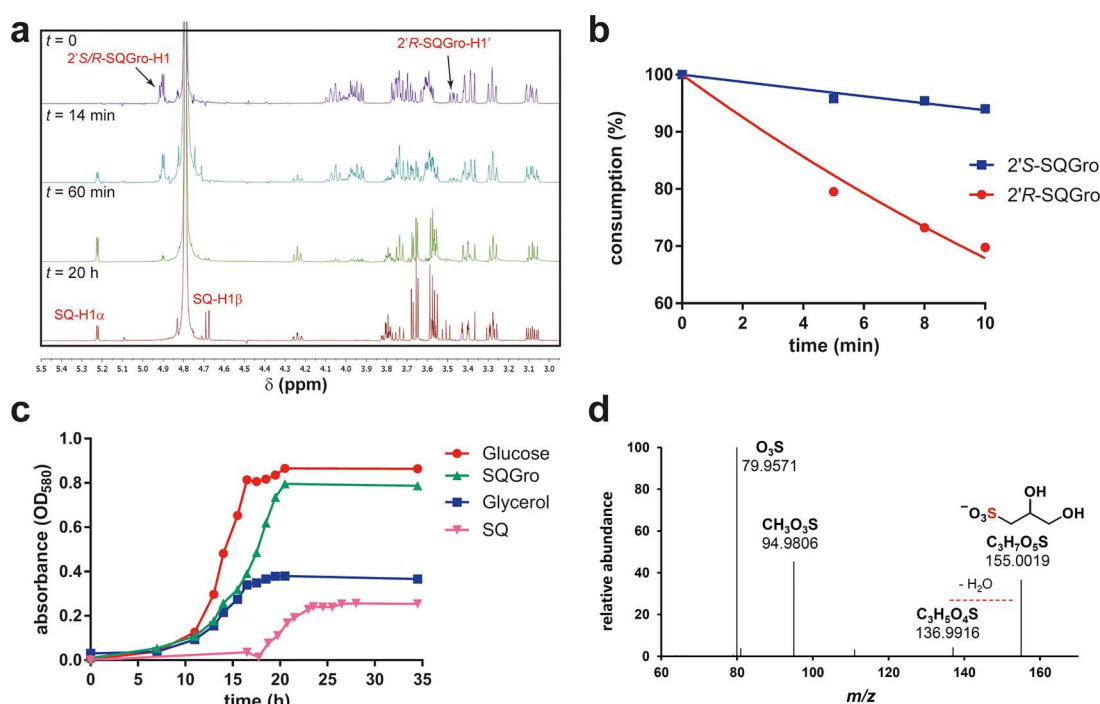 a
t = 0
2'S/R-SQGro-H1
2'R-SQGro-H1'
t = 14 min
t = 60 min
t = 20 h
SQ-H1α
SQ-H1β
5.5 5.4 5.3 5.2 5.1 5.0 4.9 4.8 4.7 4.6 4.5 4.4 4.3 4.2 4.1 4.0 3.9 3.8 3.7 3.6 3.5 3.4 3.3 3.2 3.1 3.0
δ (ppm)
b
consumption (%)
100
90
80
70
60
0 2 4 6 8 10
time (min)
2'S-SQGro
2'R-SQGro
c
absorbance (OD580)
1.0
0.8
0.6
0.4
0.2
0.0
0 5 10 15 20 25 30 35
time (h)
Glucose
SQGro
Glycerol
SQ
d
relative abundance
100
80
60
40
20
0
60 80 100 120 140 160
m/z
O3S
79.9571
CH3O3S
94.9806
OH
⁻O3S OH
C3H7O5S
155.0019
- H2O
C3H5O4S
136.9916